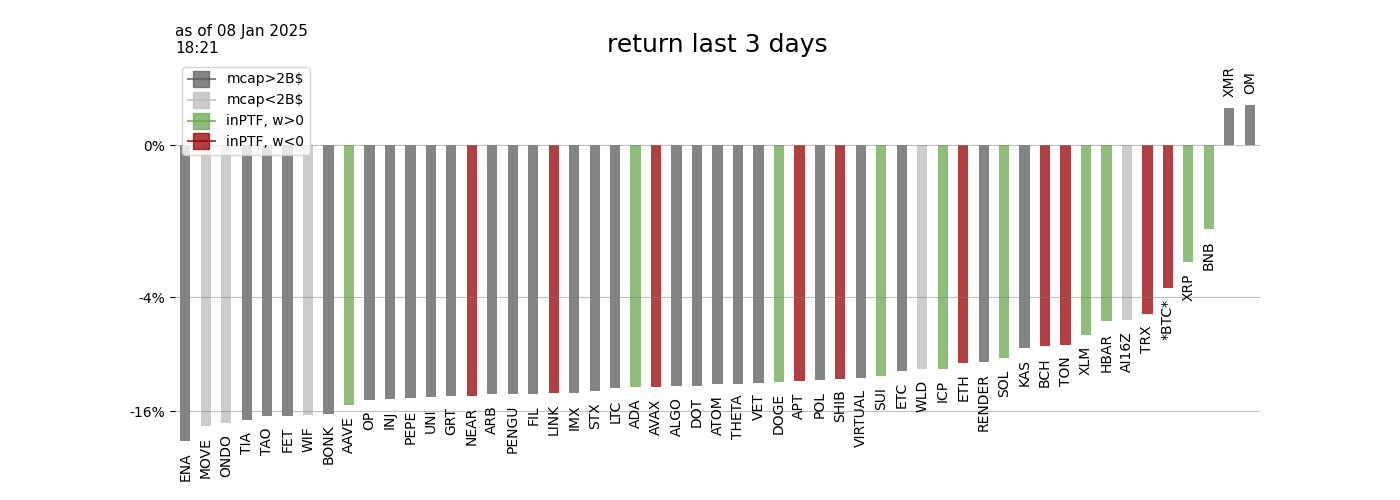 as of 08 Jan 2025
18:21
return last 3 days
mcap>2B$
mcap<2B$
inPTF, w>0
inPTF, w<0
0%
-4%
-16%
ENA
MOVE
ONDO
TIA
TAO
FET
WIF
BONK
AAVE
OP
INJ
PEPE
UNI
GRT
NEAR
ARB
PENGU
FIL
LINK
IMX
STX
LTC
ADA
AVAX
ALGO
DOT
ATOM
THETA
VET
DOGE
APT
POL
SHIB
VIRTUAL
SUI
ETC
WLD
ICP
ETH
RENDER
SOL
KAS
BCH
TON
XLM
HBAR
AI16Z
TRX
*BTC*
XRP
BNB
XMR
OM